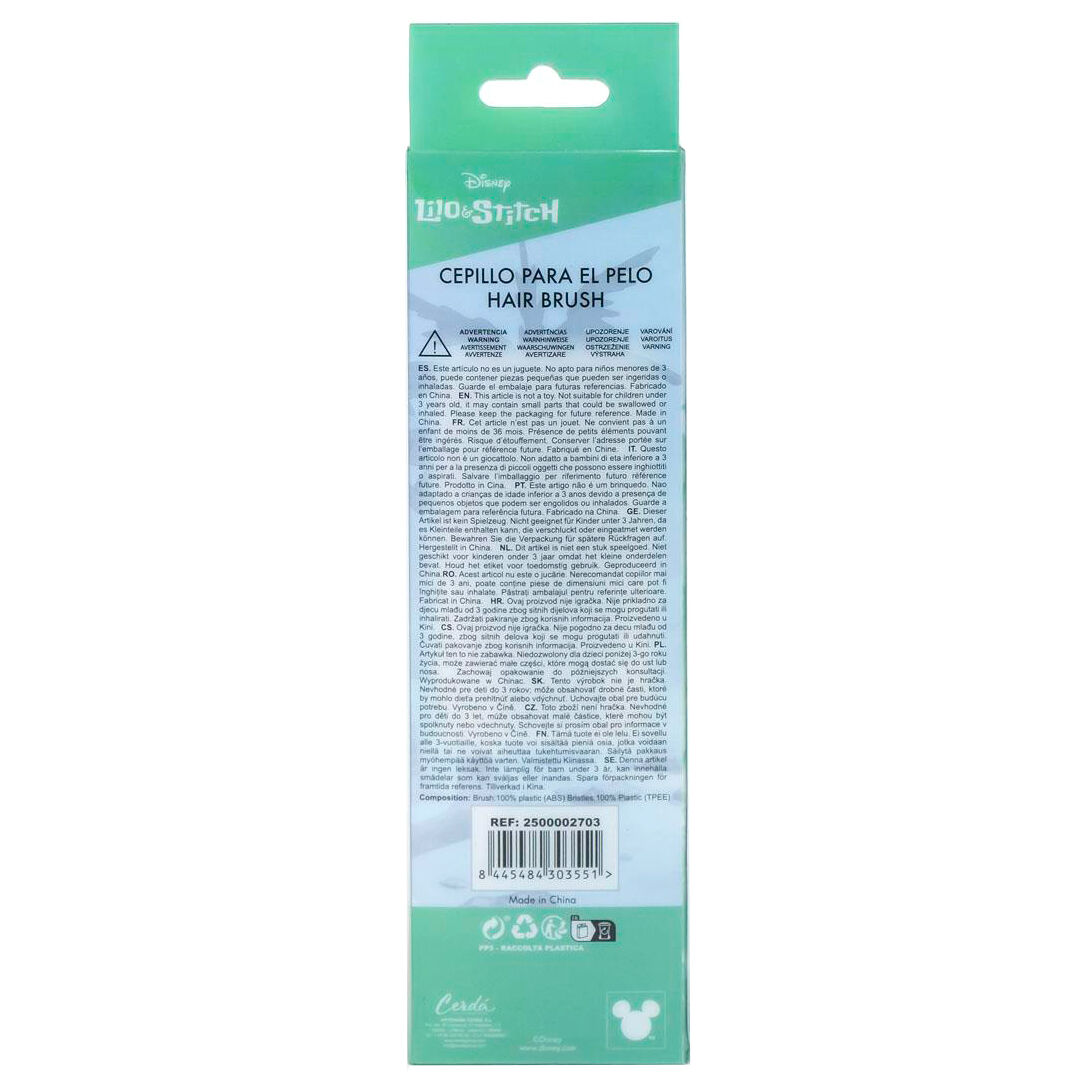 Disney
Lilo & Stitch
CEPILLO PARA EL PELO
HAIR BRUSH
ADVERTENCIA ADVERTÊNCIAS UPOZORENJE VAROVÁNÍ
WARNING WARNHINWEISE UPOZORENJE VAROITUS
AVERTISSEMENT WAARSCHUWINGEN OSTRZEŻENIE VARNING
AVVERTENZE AVERTIZARE VÝSTRAHA
ES. Este artículo no es un juguete. No apto para niños menores de 3
años, puede contener piezas pequeñas que pueden ser ingeridas o
inhaladas. Guarde el embalaje para futuras referencias. Fabricado
en China. EN. This article is not a toy. Not suitable for children under
3 years old, it may contain small parts that could be swallowed or
inhaled. Please keep the packaging for future reference. Made in
China. FR. Cet article n'est pas un jouet. Ne convient pas à un
enfant de moins de 36 mois. Présence de petits éléments pouvant
être ingérés. Risque d'étouffement. Conserver l'adresse portée sur
l'emballage pour référence future. Fabriqué en Chine. IT. Questo
articolo non è un giocattolo. Non adatto a bambini di eta inferiore a 3
anni per a la presenza di piccoli oggetti che possono essere inghiottiti
o aspirati. Salvare l'imballaggio per riferimento futuro référence
future. Prodotto in Cina. PT. Este artigo não é um brinquedo. Nao
adaptado a crianças de idade inferior a 3 anos devido a presença de
pequenos objetos que podem ser engolidos ou inhalados. Guarde a
embalagem para referência futura. Fabricado na China. GE. Dieser
Artikel ist kein Spielzeug. Nicht geeignet für Kinder unter 3 Jahren, da
es Kleinteile enthalten kann, die verschluckt oder eingeatmet werden
können. Bewahren Sie die Verpackung für spätere Rückfragen auf.
Hergestellt in China. NL. Dit artikel is niet een stuk speelgoed. Niet
geschikt voor kinderen onder 3 jaar omdat het kleine onderdelen
bevat. Houd het etiket voor toedomstig gebruik. Geproduceerd in
China. RO. Acest articol nu este o jucărie. Nerecomandat copiilor mai
mici de 3 ani, poate conține piese de dimensiuni mici care pot fi
înghițite sau inhalate. Păstrați ambalajul pentru referințe ulterioare.
Fabricat in China. HR. Ovaj proizvod nije igračka. Nije prikladno za
djecu mlađu od 3 godine zbog sitnih dijelova koji se mogu progutati ili
inhalirati. Zadržati pakiranje zbog korisnih informacija. Proizvedeno u
Kini. CS. Ovaj proizvod nije igračka. Nije pogodno za decu mlađu od
3 godine, zbog sitnih delova koji se mogu progutati ili udahnuti.
Čuvati pakovanje zbog korisnih informacija. Proizvedeno u Kini. PL.
Artykuł ten to nie zabawka. Niedozwolony dla dzieci poniżej 3-go roku
życia, może zawierać małe części, które mogą dostać się do ust lub
nosa. Zachowaj opakowanie do późniejszych konsultacji.
Wyprodukowane w Chinac. SK. Tento výrobok nie je hračka.
Nevhodné pre deti do 3 rokov; môže obsahovať drobné časti, ktoré
by mohlo dieťa prehltnúť alebo vdýchnuť. Uchovajte obal pre budúcu
potrebu. Vyrobeno v Číně. CZ. Toto zboží není hračka. Nevhodné
pro děti do 3 let, může obsahovat malé částice, které mohou být
spolknuty nebo vdechnuty. Schovejte si prosím obal pro informace v
budoucnosti. Vyrobeno v Číně. FN. Tämä tuote ei ole lelu. Ei sovellu
alle 3-vuotiaille, koska tuote voi sisältää pieniä osia, jotka voidaan
niellä tai ne voivat aiheuttaa tukehtumisvaaran. Säilytä pakkaus
myöhempää käyttöä varten. Valmistettu Kiinassa. SE. Denna artikel
är ingen leksak. Inte lämplig för barn under 3 år, kan innehålla
smådelar som kan sväljas eller inandas. Spara förpackningen för
framtida referens. Tillverkad i Kina.
Composition: Brush:100% plastic (ABS) Bristles:100% Plastic (TPEE)
REF: 2500002703
8 445484 303551 >
Made in China
PP5 - RACCOLTA PLASTICA
Cerdá
©Disney
www.disney.com